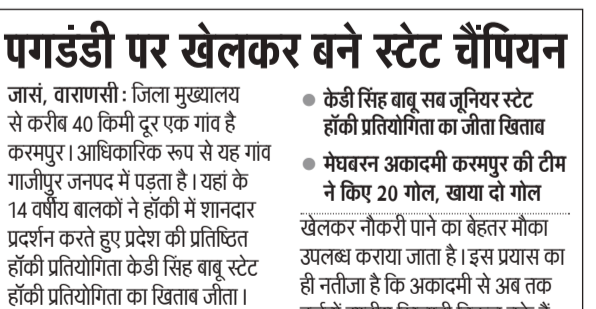 पगडंडी पर खेलकर बने स्टेट चैंपियन
जासं, वाराणसी : जिला मुख्यालय
से करीब 40 किमी दूर एक गांव है
करमपुर। आधिकारिक रूप से यह गांव
गाजीपुर जनपद में पड़ता है। यहां के
14 वर्षीय बालकों ने हॉकी में शानदार
प्रदर्शन करते हुए प्रदेश की प्रतिष्ठित
हॉकी प्रतियोगिता केडी सिंह बाबू स्टेट
हॉकी प्रतियोगिता का खिताब जीता।
● केडी सिंह बाबू सब जूनियर स्टेट
हॉकी प्रतियोगिता का जीता खिताब
● मेघबरन अकादमी करमपुर की टीम
ने किए 20 गोल, खाया दो गोल
खेलकर नौकरी पाने का बेहतर मौका
उपलब्ध कराया जाता है। इस प्रयास का
ही नतीजा है कि अकादमी से अब तक